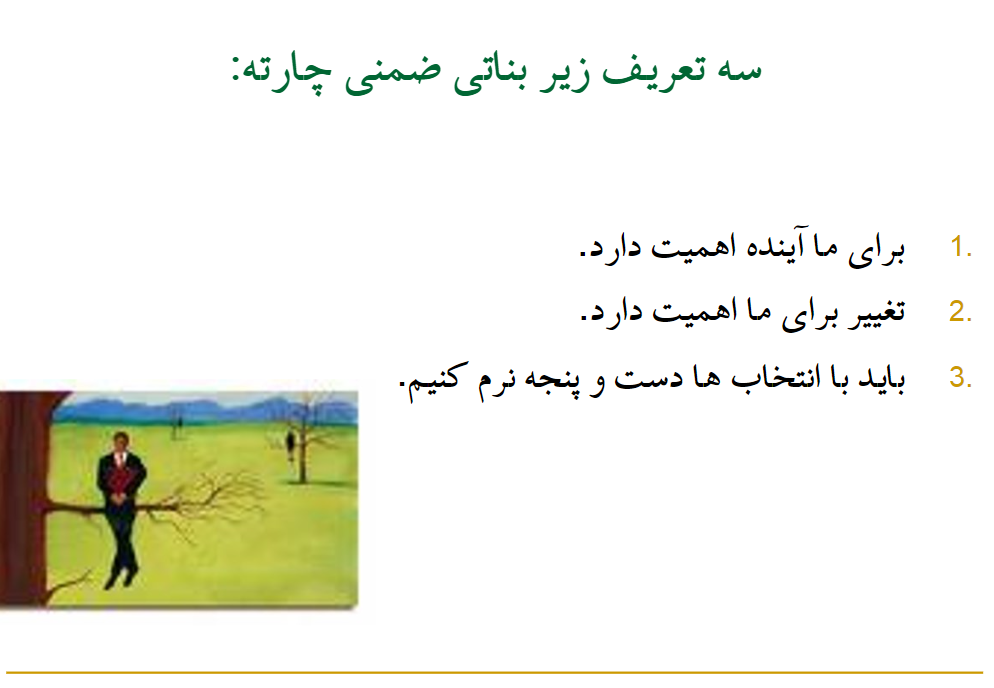 سه تعریف زیر بناتی ضمنی چارته:
1. برای ما آینده اهمیت دارد.
2. تغییر برای ما اهمیت دارد.
3. باید با انتخاب ها دست و پنجه نرم کنیم.